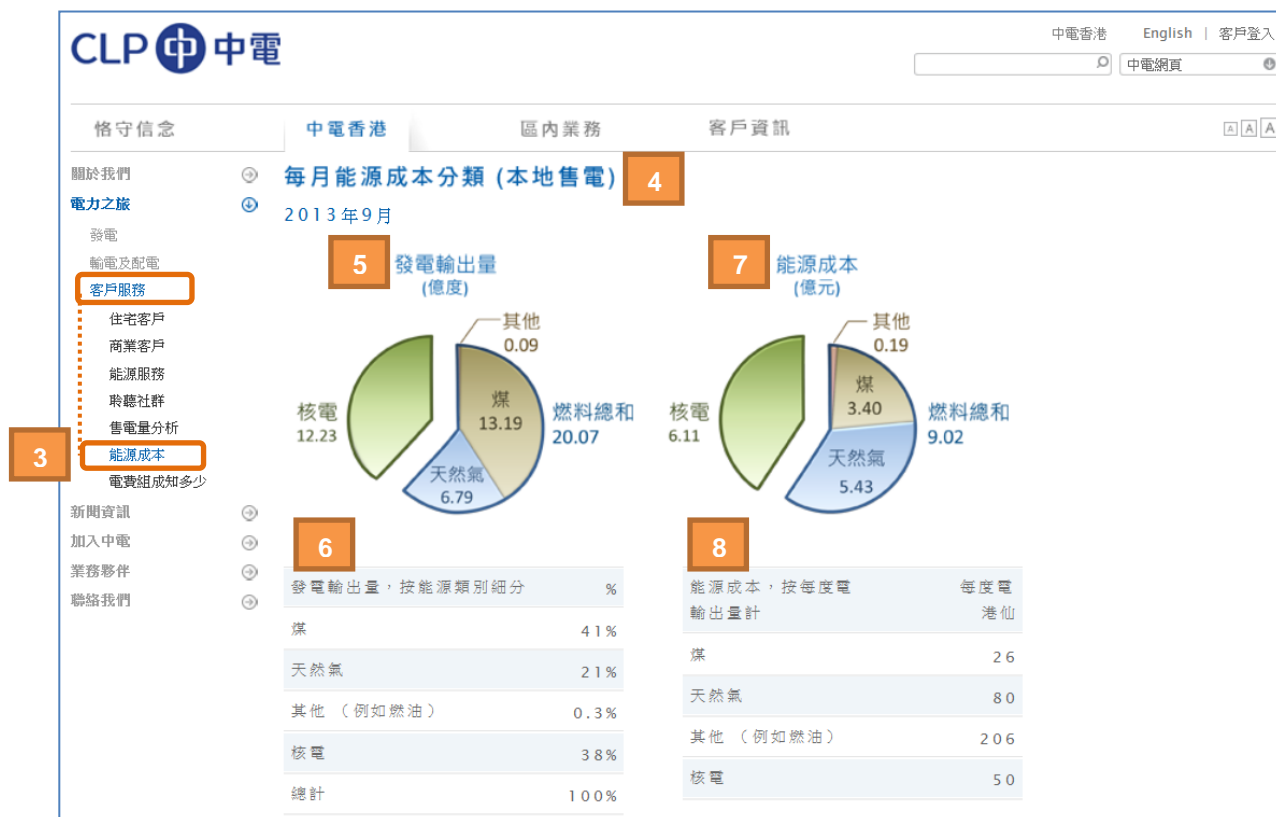 CLP 中電
中電香港 English | 客戶登入
中電網頁
恪守信念 中電香港 區內業務 客戶資訊
A A A
關於我們
電力之旅
發電
輸電及配電
客戶服務
住宅客戶
商業客戶
能源服務
聆聽社群
售電量分析
3
能源成本
電費組成知多少
新聞資訊
加入中電
業務夥伴
聯絡我們
每月能源成本分類 (本地售電) 4
2013年9月
5 發電輸出量
(億度)
其他
0.09
煤
13.19
核電
12.23
燃料總和
20.07
天然氣
6.79
7 能源成本
(億元)
其他
0.19
煤
3.40
核電
6.11
燃料總和
9.02
天然氣
5.43
6
發電輸出量，按能源類別細分 %
煤 41%
天然氣 21%
其他 （例如燃油） 0.3%
核電 38%
總計 100%
8
能源成本，按每度電 每度電
輸出量計 港仙
煤 26
天然氣 80
其他 （例如燃油） 206
核電 50